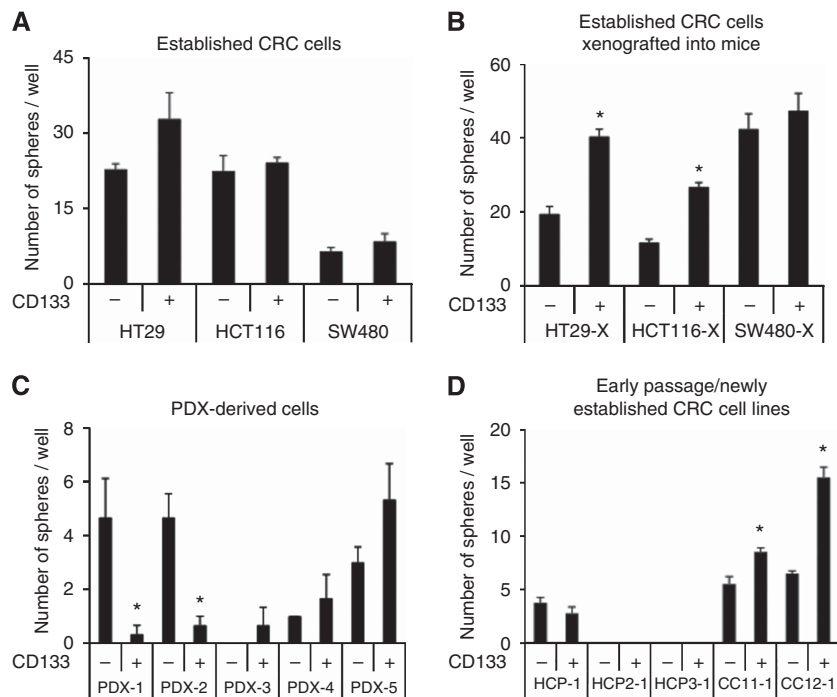 A
Established CRC cells
Number of spheres / well
45
30
15
0
CD133
– + – + – +
HT29 HCT116 SW480
B
Established CRC cells
xenografted into mice
Number of spheres / well
60
40
20
0
* *
CD133
– + – + – +
HT29-X HCT116-X SW480-X
C
PDX-derived cells
Number of spheres / well
8
6
4
2
0
* *
CD133
– + – + – + – + – +
PDX-1 PDX-2 PDX-3 PDX-4 PDX-5
D
Early passage/newly
established CRC cell lines
Number of spheres / well
20
15
10
5
0
* *
CD133
– + – + – + – + – +
HCP-1 HCP2-1 HCP3-1 CC11-1 CC12-1